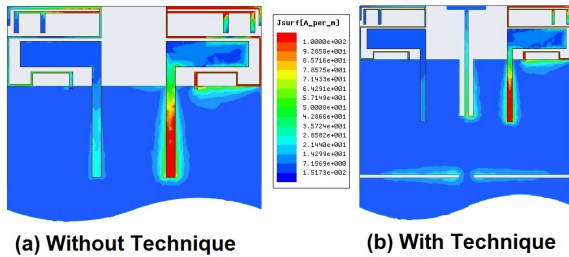 Jsurf[A_per_m]
1.0000e+002
9.2858e+001
8.5716e+001
7.8575e+001
7.1433e+001
6.4291e+001
5.7149e+001
5.0008e+001
4.2866e+001
3.5724e+001
2.8582e+001
2.1440e+001
1.4299e+001
7.1569e+000
1.5173e-002
(a) Without Technique
(b) With Technique